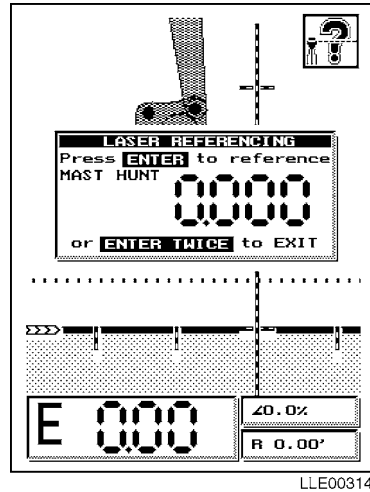 LASER REFERENCING
Press ENTER to reference
MAST HUNT 0.000
or ENTER TWICE to EXIT
E 0.00
∠0.0%
R 0.00'
LLE00314